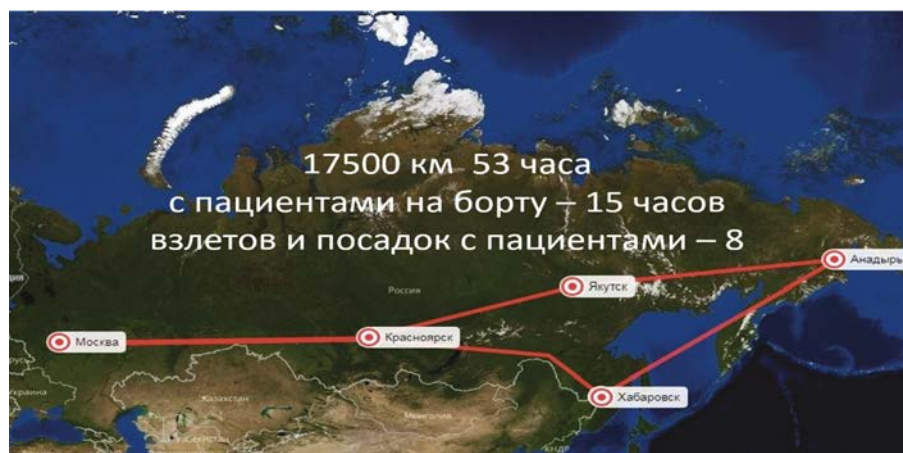 17500 км 53 часа
с пациентами на борту – 15 часов
взлетов и посадок с пациентами – 8
Анадырь
Якутск
Россия
Москва
Красноярск
Хабаровск
Казахстан
Монголия
КНДР